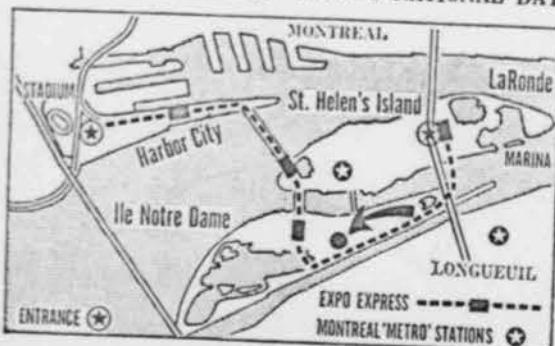 MONTREAL
LaRonde
STADIUM
St. Helen's Island
Harbor City
MARINA
Ile Notre Dame
LONGUEUIL
EXPO EXPRESS
ENTRANCE
MONTREAL 'METRO' STATIONS